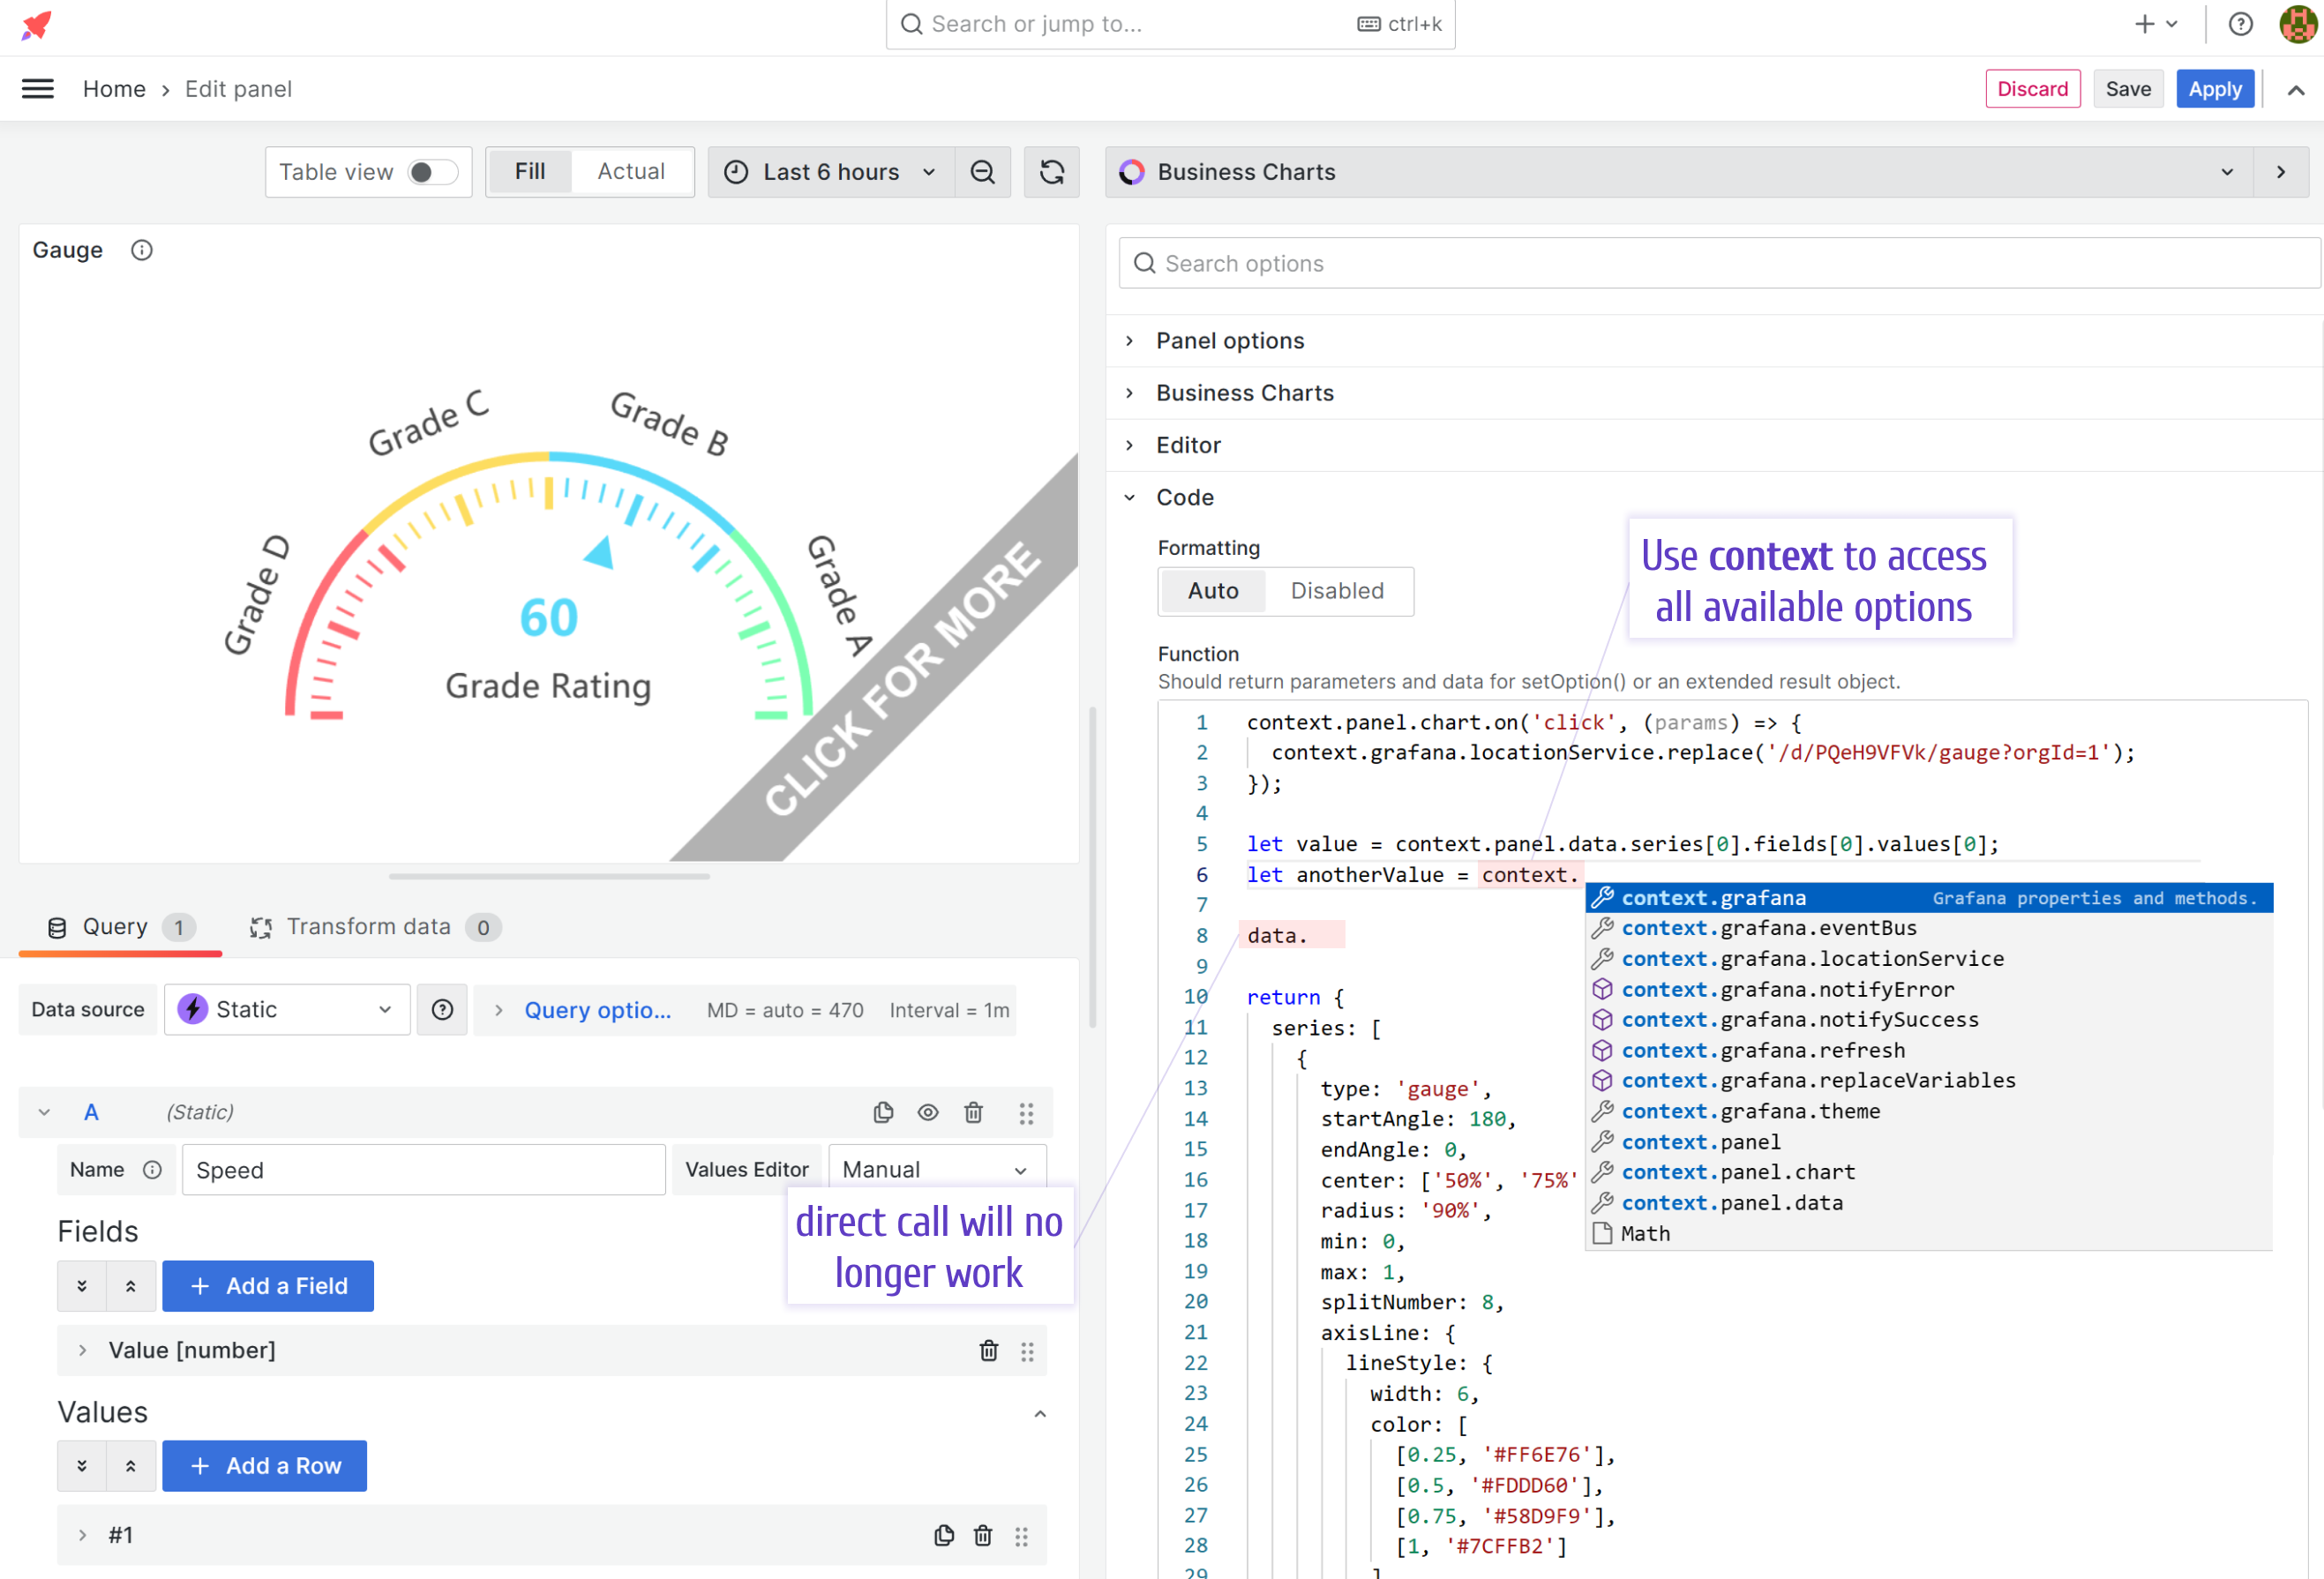 Search or jump to...
ctrl+k
Home › Edit panel
Discard
Save
Apply
Table view
Fill
Actual
Last 6 hours
Business Charts
Gauge
Grade D
Grade C
Grade B
Grade A
60
Grade Rating
CLICK FOR MORE
Query 1
Transform data 0
Data source
Static
Query optio...
MD = auto = 470
Interval = 1m
A
(Static)
Name
Speed
Values Editor
Manual
direct call will no
longer work
Fields
+ Add a Field
Value [number]
Values
+ Add a Row
#1
Search options
Panel options
Business Charts
Editor
Code
Formatting
Auto
Disabled
Use context to access
all available options
Function
Should return parameters and data for setOption() or an extended result object.
1 context.panel.chart.on('click', (params) => {
2 context.grafana.locationService.replace('/d/PQeH9VFVk/gauge?orgId=1');
3 });
4
5 let value = context.panel.data.series[0].fields[0].values[0];
6 let anotherValue = context.
7
8 data.
9
10 return {
11 series: [
12 {
13 type: 'gauge',
14 startAngle: 180,
15 endAngle: 0,
16 center: ['50%', '75%'
17 radius: '90%',
18 min: 0,
19 max: 1,
20 splitNumber: 8,
21 axisLine: {
22 lineStyle: {
23 width: 6,
24 color: [
25 [0.25, '#FF6E76'],
26 [0.5, '#FDDD60'],
27 [0.75, '#58D9F9'],
28 [1, '#7CFFB2']
29 ]
context.grafana Grafana properties and methods.
context.grafana.eventBus
context.grafana.locationService
context.grafana.notifyError
context.grafana.notifySuccess
context.grafana.refresh
context.grafana.replaceVariables
context.grafana.theme
context.panel
context.panel.chart
context.panel.data
Math